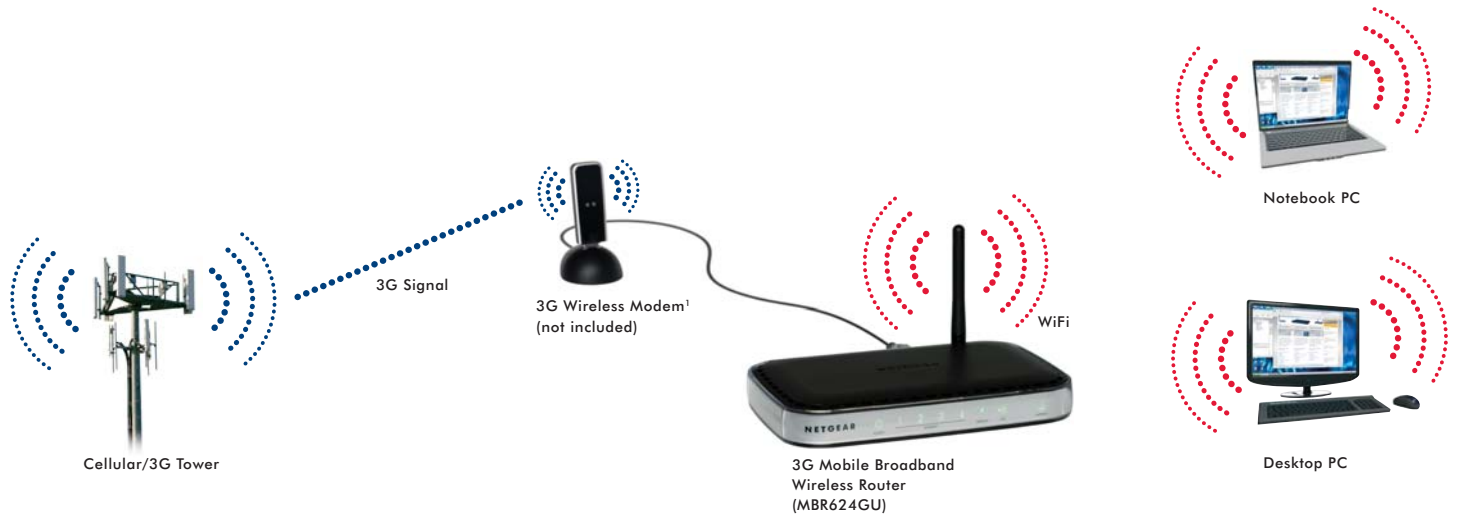 Notebook PC
3G Signal
3G Wireless Modem¹
(not included)
WiFi
NETGEAR
Cellular/3G Tower
3G Mobile Broadband
Wireless Router
(MBR624GU)
Desktop PC